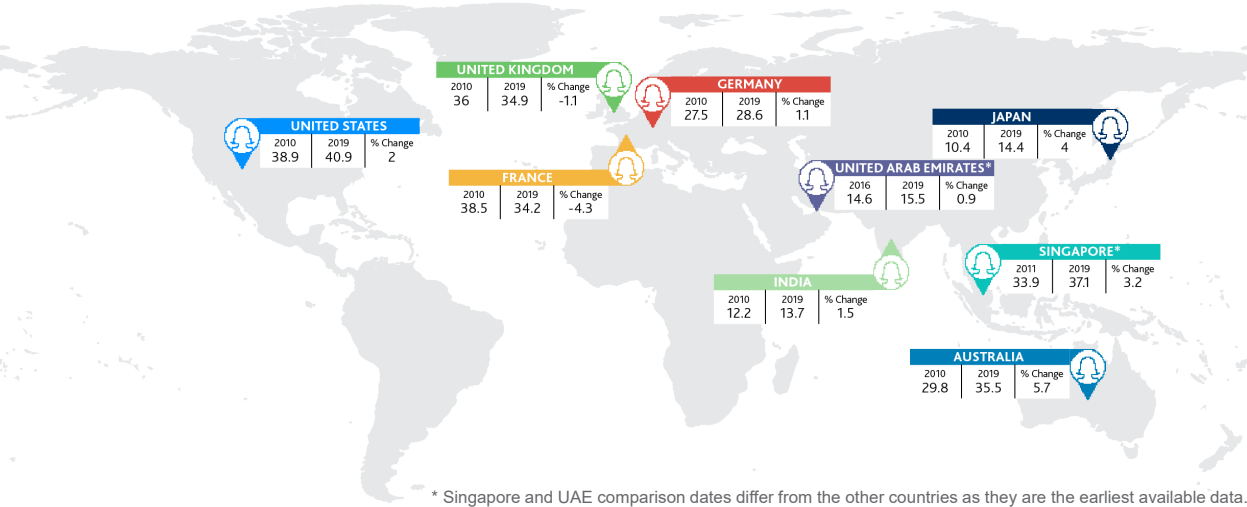 UNITED KINGDOM
2010 2019 % Change
36 34.9 -1.1
GERMANY
2010 2019 % Change
27.5 28.6 1.1
UNITED STATES
2010 2019 % Change
38.9 40.9 2
JAPAN
2010 2019 % Change
10.4 14.4 4
FRANCE
2010 2019 % Change
38.5 34.2 -4.3
UNITED ARAB EMIRATES*
2016 2019 % Change
14.6 15.5 0.9
SINGAPORE*
2011 2019 % Change
33.9 37.1 3.2
INDIA
2010 2019 % Change
12.2 13.7 1.5
AUSTRALIA
2010 2019 % Change
29.8 35.5 5.7
* Singapore and UAE comparison dates differ from the other countries as they are the earliest available data.